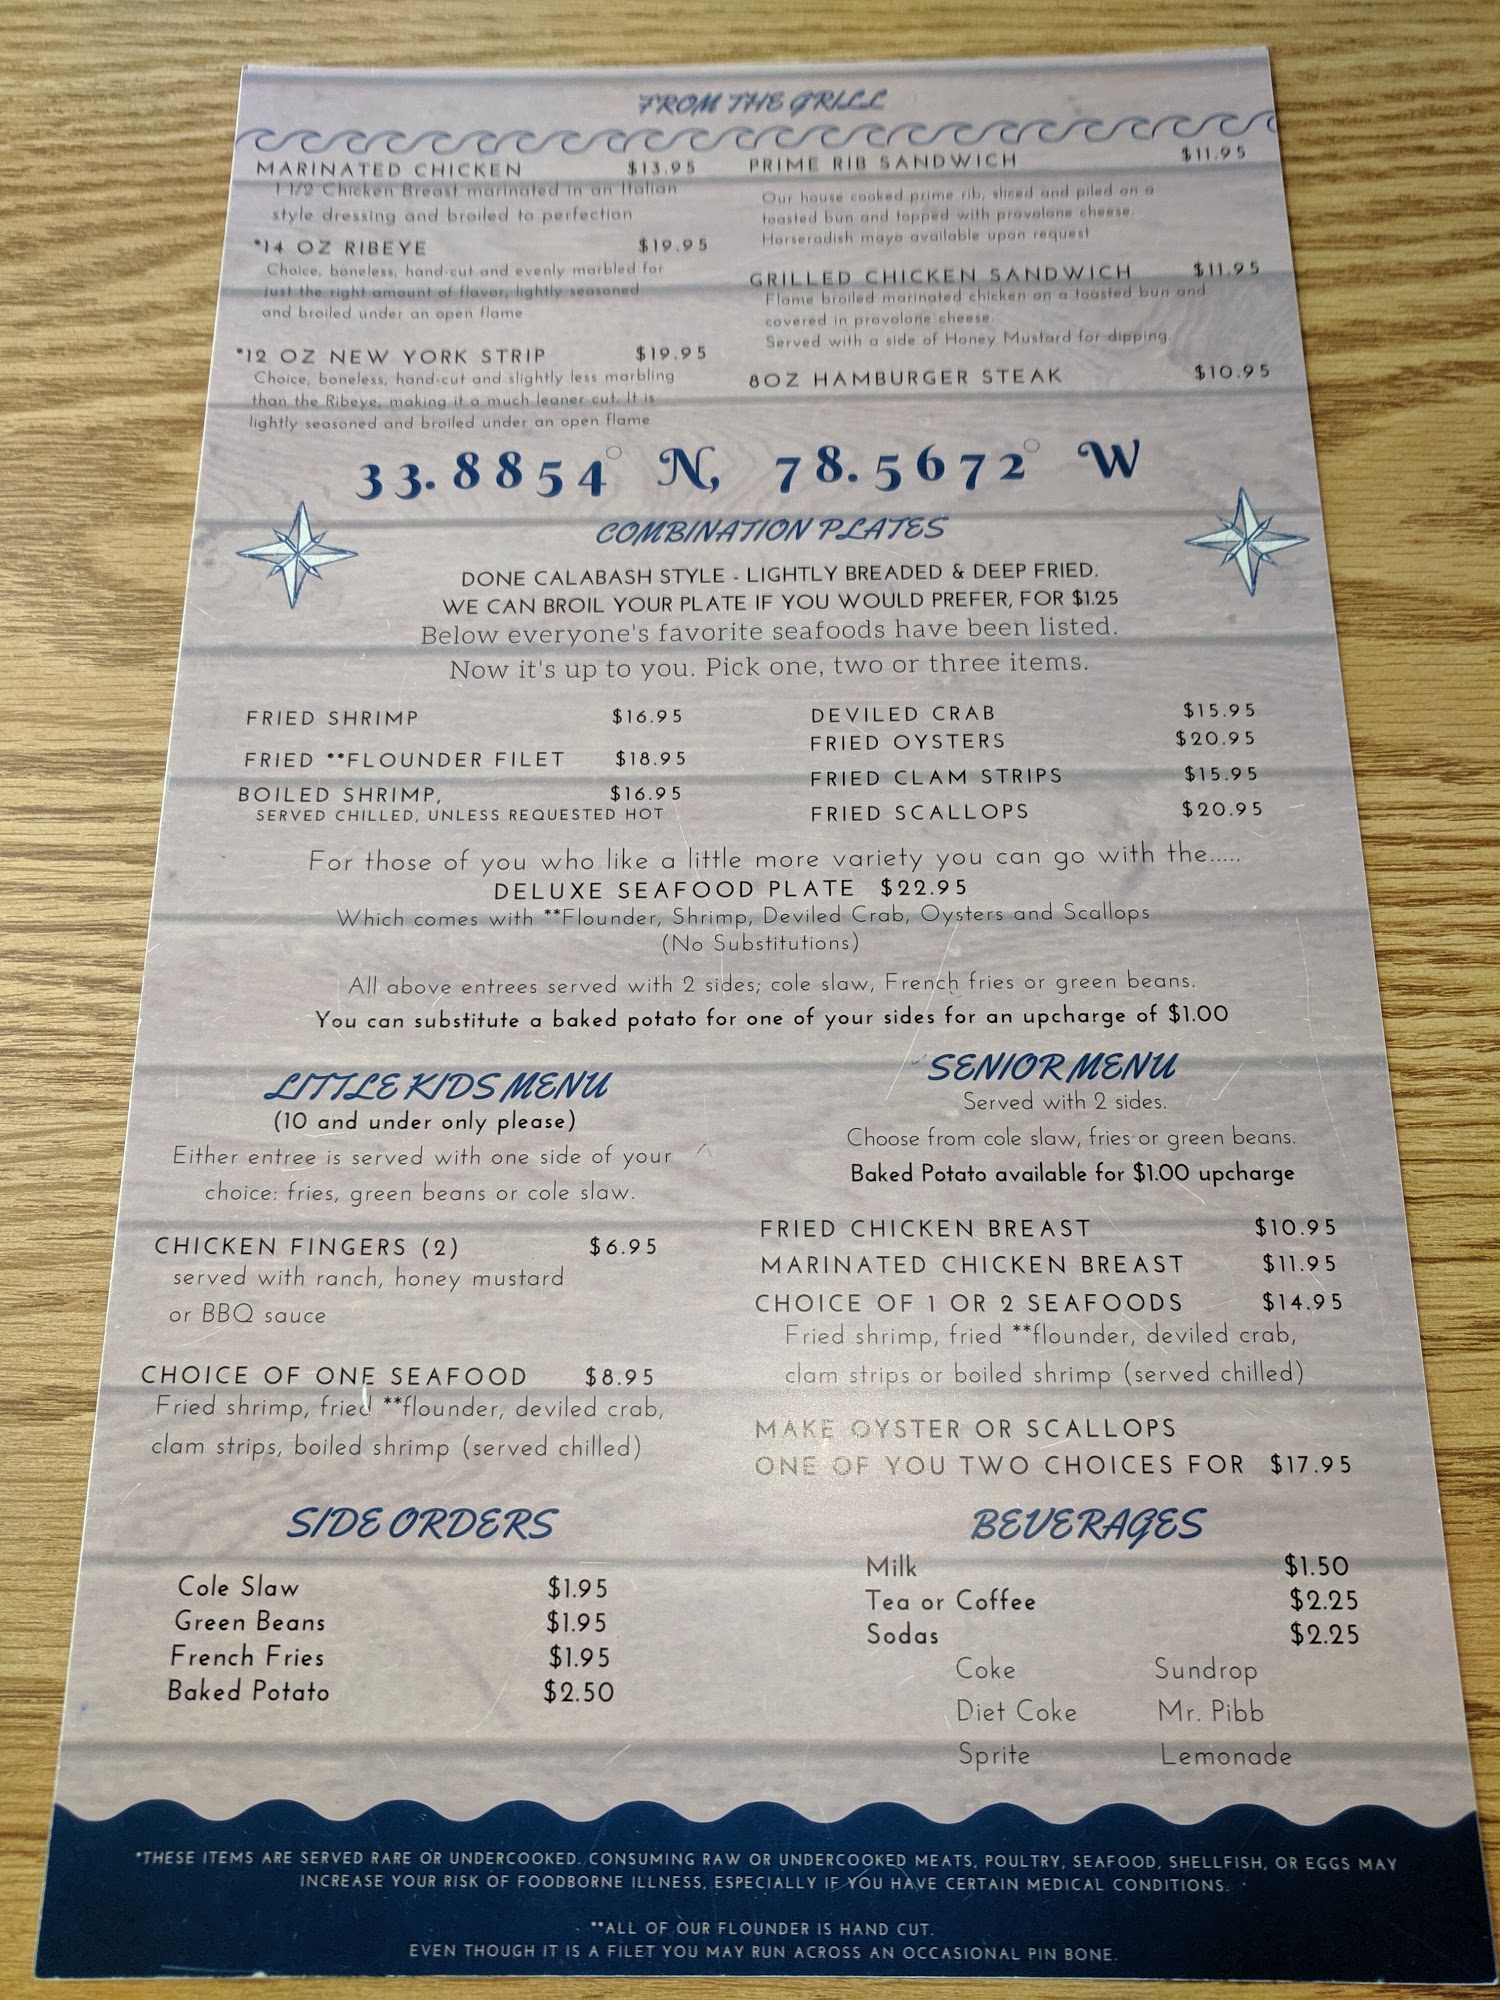 FROM THE GRILL
MARINATED CHICKEN $13.95
1 1/2 Chicken Breast marinated in an Italian
style dressing and broiled to perfection
*14 OZ RIBEYE $19.95
Choice, boneless, hand-cut and evenly marbled for
just the right amount of flavor, lightly seasoned
and broiled under an open flame
*12 OZ NEW YORK STRIP $19.95
Choice, boneless, hand-cut and slightly less marbling
than the Ribeye, making it a much leaner cut. It is
lightly seasoned and broiled under an open flame
PRIME RIB SANDWICH $11.95
Our house cooked prime rib, sliced and piled on a
toasted bun and topped with provolone cheese.
Horseradish mayo available upon request
GRILLED CHICKEN SANDWICH $11.95
Flame broiled marinated chicken on a toasted bun and
covered in provolone cheese.
Served with a side of Honey Mustard for dipping.
8OZ HAMBURGER STEAK $10.95
33.8854° N, 78.5672° W
COMBINATION PLATES
DONE CALABASH STYLE - LIGHTLY BREADED & DEEP FRIED.
WE CAN BROIL YOUR PLATE IF YOU WOULD PREFER, FOR $1.25
Below everyone's favorite seafoods have been listed.
Now it's up to you. Pick one, two or three items.
FRIED SHRIMP $16.95
FRIED **FLOUNDER FILET $18.95
BOILED SHRIMP, $16.95
SERVED CHILLED, UNLESS REQUESTED HOT
DEVILED CRAB $15.95
FRIED OYSTERS $20.95
FRIED CLAM STRIPS $15.95
FRIED SCALLOPS $20.95
For those of you who like a little more variety you can go with the.....
DELUXE SEAFOOD PLATE $22.95
Which comes with **Flounder, Shrimp, Deviled Crab, Oysters and Scallops
(No Substitutions)
All above entrees served with 2 sides; cole slaw, French fries or green beans.
You can substitute a baked potato for one of your sides for an upcharge of $1.00
LITTLE KIDS MENU
(10 and under only please)
Either entree is served with one side of your
choice: fries, green beans or cole slaw.
CHICKEN FINGERS (2) $6.95
served with ranch, honey mustard
or BBQ sauce
CHOICE OF ONE SEAFOOD $8.95
Fried shrimp, fried **flounder, deviled crab,
clam strips, boiled shrimp (served chilled)
SENIOR MENU
Served with 2 sides.
Choose from cole slaw, fries or green beans.
Baked Potato available for $1.00 upcharge
FRIED CHICKEN BREAST $10.95
MARINATED CHICKEN BREAST $11.95
CHOICE OF 1 OR 2 SEAFOODS $14.95
Fried shrimp, fried **flounder, deviled crab,
clam strips or boiled shrimp (served chilled)
MAKE OYSTER OR SCALLOPS
ONE OF YOU TWO CHOICES FOR $17.95
SIDE ORDERS
Cole Slaw $1.95
Green Beans $1.95
French Fries $1.95
Baked Potato $2.50
BEVERAGES
Milk $1.50
Tea or Coffee $2.25
Sodas $2.25
Coke Sundrop
Diet Coke Mr. Pibb
Sprite Lemonade
*THESE ITEMS ARE SERVED RARE OR UNDERCOOKED. CONSUMING RAW OR UNDERCOOKED MEATS, POULTRY, SEAFOOD, SHELLFISH, OR EGGS MAY
INCREASE YOUR RISK OF FOODBORNE ILLNESS, ESPECIALLY IF YOU HAVE CERTAIN MEDICAL CONDITIONS.
**ALL OF OUR FLOUNDER IS HAND CUT.
EVEN THOUGH IT IS A FILET YOU MAY RUN ACROSS AN OCCASIONAL PIN BONE.